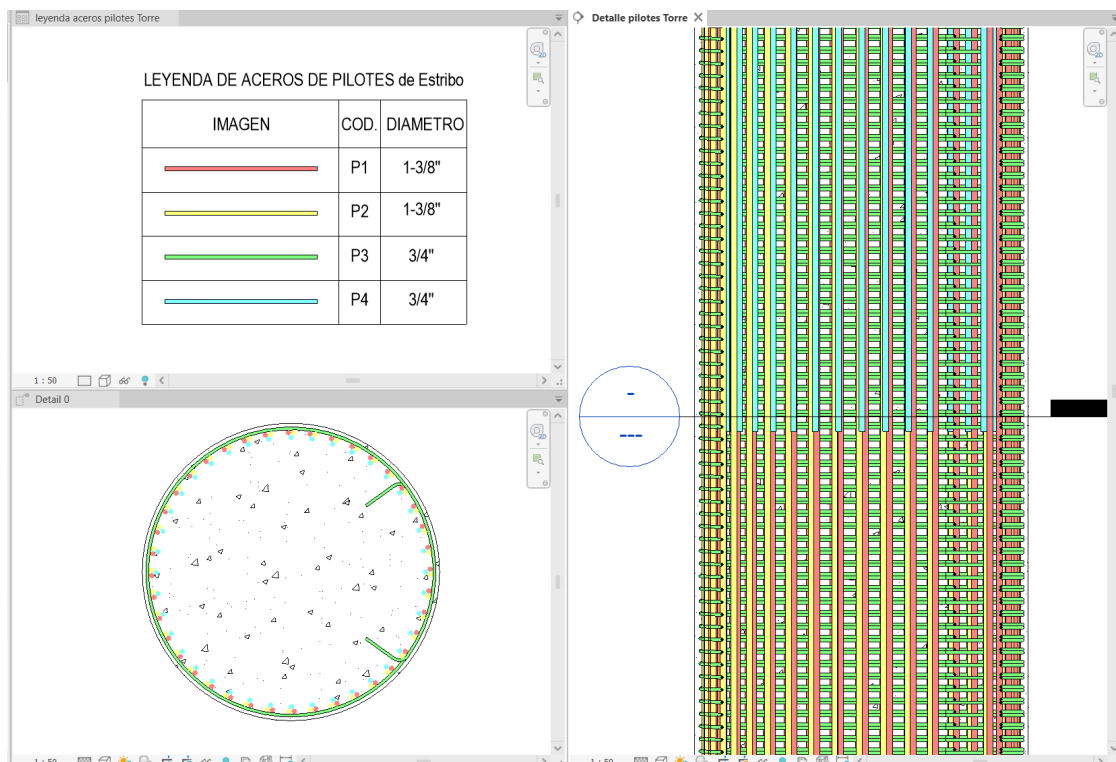 leyenda aceros pilotes Torre
LEYENDA DE ACEROS DE PILOTES de Estribo
IMAGEN COD. DIAMETRO
P1 1-3/8"
P2 1-3/8"
P3 3/4"
P4 3/4"
1 : 50
Detail 0
1 : 50
Detalle pilotes Torre
-
---
1 : 50